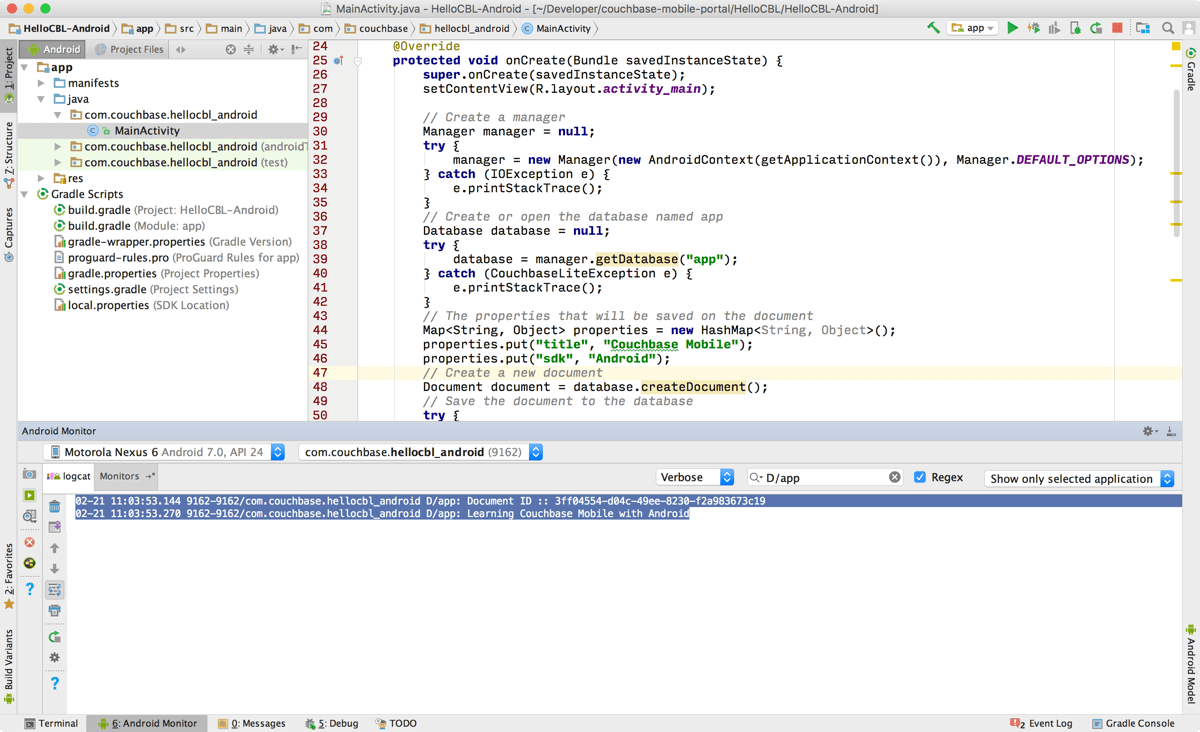 MainActivity.java - HelloCBL-Android - [~/Developer/couchbase-mobile-portal/HelloCBL/HelloCBL-Android]
HelloCBL-Android app src main java com couchbase hellocbl_android MainActivity app
Android Project Files
1: Project
Z: Structure
Captures
2: Favorites
Build Variants
Gradle
Android Model
app
manifests
java
com.couchbase.hellocbl_android
MainActivity
com.couchbase.hellocbl_android (androidT
com.couchbase.hellocbl_android (test)
res
Gradle Scripts
build.gradle (Project: HelloCBL-Android)
build.gradle (Module: app)
gradle-wrapper.properties (Gradle Version)
proguard-rules.pro (ProGuard Rules for app)
gradle.properties (Project Properties)
settings.gradle (Project Settings)
local.properties (SDK Location)
24 @Override
25 protected void onCreate(Bundle savedInstanceState) {
26 super.onCreate(savedInstanceState);
27 setContentView(R.layout.activity_main);
28
29 // Create a manager
30 Manager manager = null;
31 try {
32 manager = new Manager(new AndroidContext(getApplicationContext()), Manager.DEFAULT_OPTIONS);
33 } catch (IOException e) {
34 e.printStackTrace();
35 }
36 // Create or open the database named app
37 Database database = null;
38 try {
39 database = manager.getDatabase("app");
40 } catch (CouchbaseLiteException e) {
41 e.printStackTrace();
42 }
43 // The properties that will be saved on the document
44 Map<String, Object> properties = new HashMap<String, Object>();
45 properties.put("title", "Couchbase Mobile");
46 properties.put("sdk", "Android");
47 // Create a new document
48 Document document = database.createDocument();
49 // Save the document to the database
50 try {
Android Monitor
Motorola Nexus 6 Android 7.0, API 24 com.couchbase.hellocbl_android (9162)
logcat Monitors Verbose D/app Regex Show only selected application
02-21 11:03:53.144 9162-9162/com.couchbase.hellocbl_android D/app: Document ID :: 3ff04554-d04c-49ee-8230-f2a983673c19
02-21 11:03:53.270 9162-9162/com.couchbase.hellocbl_android D/app: Learning Couchbase Mobile with Android
Terminal 6: Android Monitor 0: Messages 5: Debug TODO 2 Event Log Gradle Console